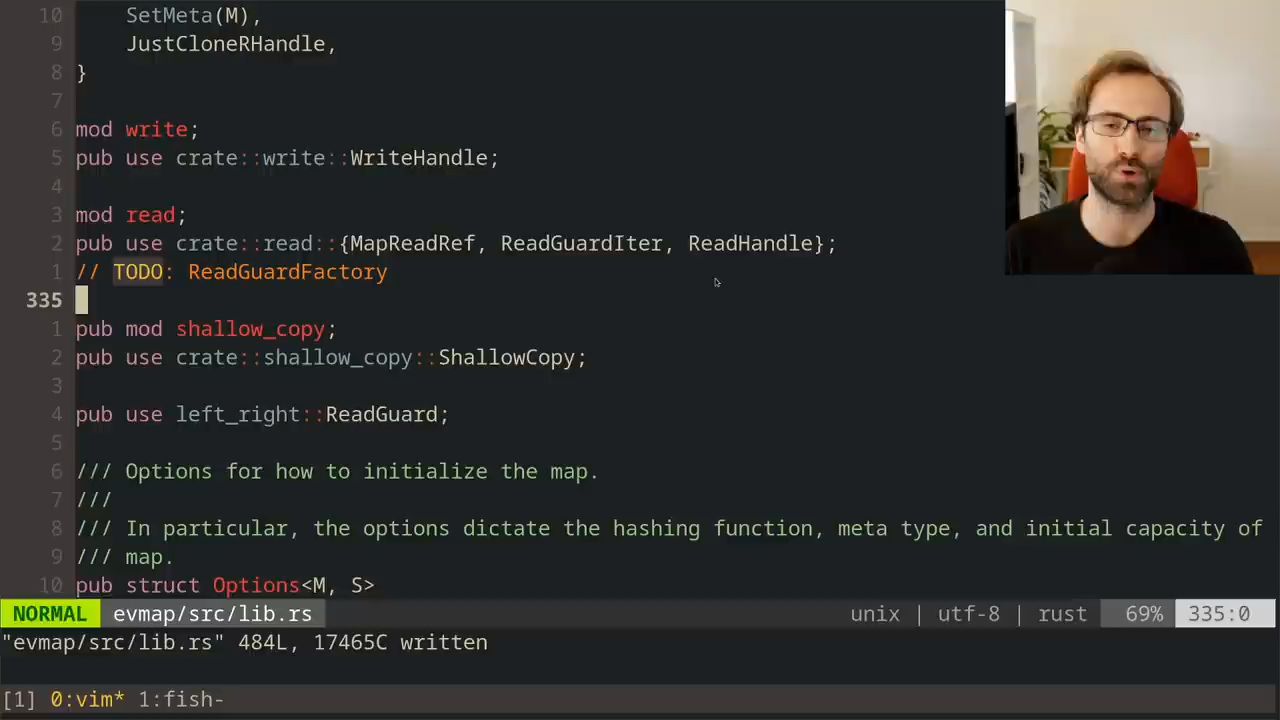 10 SetMeta(M),
9 JustCloneRHandle,
8 }
7
6 mod write;
5 pub use crate::write::WriteHandle;
4
3 mod read;
2 pub use crate::read::{MapReadRef, ReadGuardIter, ReadHandle};
1 // TODO: ReadGuardFactory
335
1 pub mod shallow_copy;
2 pub use crate::shallow_copy::ShallowCopy;
3
4 pub use left_right::ReadGuard;
5
6 /// Options for how to initialize the map.
7 ///
8 /// In particular, the options dictate the hashing function, meta type, and initial capacity of
9 /// map.
10 pub struct Options<M, S>
NORMAL evmap/src/lib.rs unix | utf-8 | rust 69% 335:0
"evmap/src/lib.rs" 484L, 17465C written
[1] 0:vim* 1:fish-